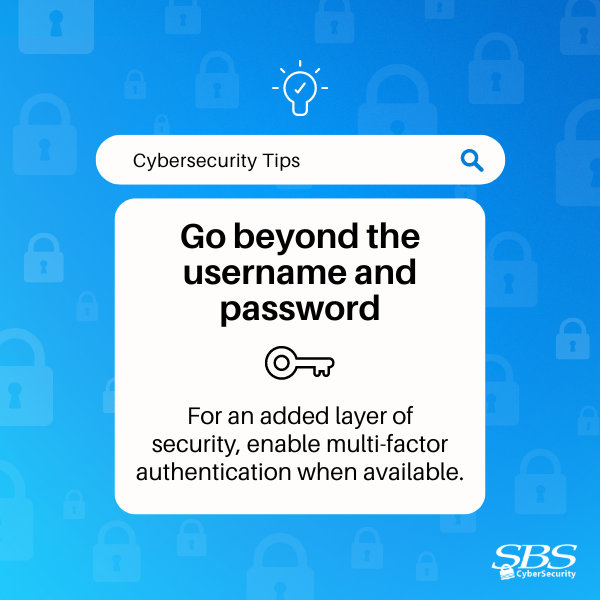 Cybersecurity Tips
Go beyond the
username and
password
For an added layer of
security, enable multi-factor
authentication when available.
SBS
CyberSecurity